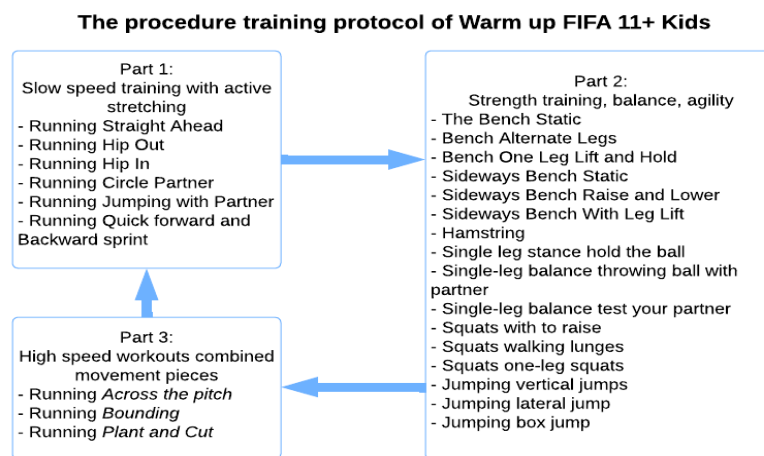 The procedure training protocol of Warm up FIFA 11+ Kids
Part 1:
Slow speed training with active
stretching
- Running Straight Ahead
- Running Hip Out
- Running Hip In
- Running Circle Partner
- Running Jumping with Partner
- Running Quick forward and
Backward sprint
Part 2:
Strength training, balance, agility
- The Bench Static
- Bench Alternate Legs
- Bench One Leg Lift and Hold
- Sideways Bench Static
- Sideways Bench Raise and Lower
- Sideways Bench With Leg Lift
- Hamstring
- Single leg stance hold the ball
- Single-leg balance throwing ball with
partner
- Single-leg balance test your partner
- Squats with to raise
- Squats walking lunges
- Squats one-leg squats
- Jumping vertical jumps
- Jumping lateral jump
- Jumping box jump
Part 3:
High speed workouts combined
movement pieces
- Running Across the pitch
- Running Bounding
- Running Plant and Cut